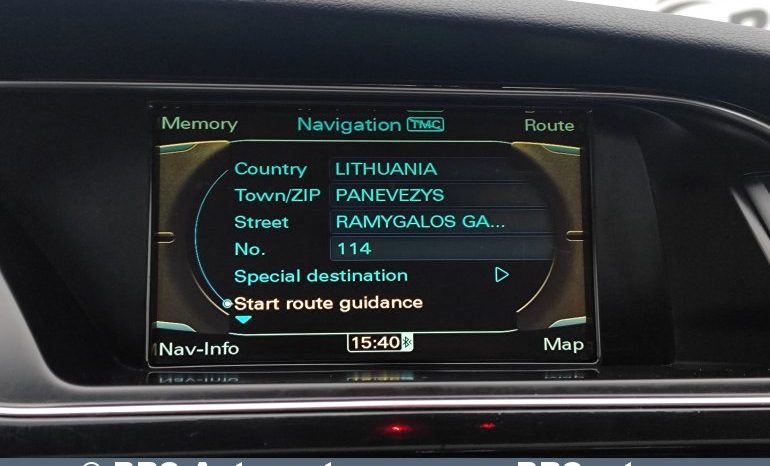 Memory Navigation TMC Route
Country LITHUANIA
Town/ZIP PANEVEZYS
Street RAMYGALOS GA...
No. 114
Special destination
Start route guidance
Nav-Info 15:40 Map